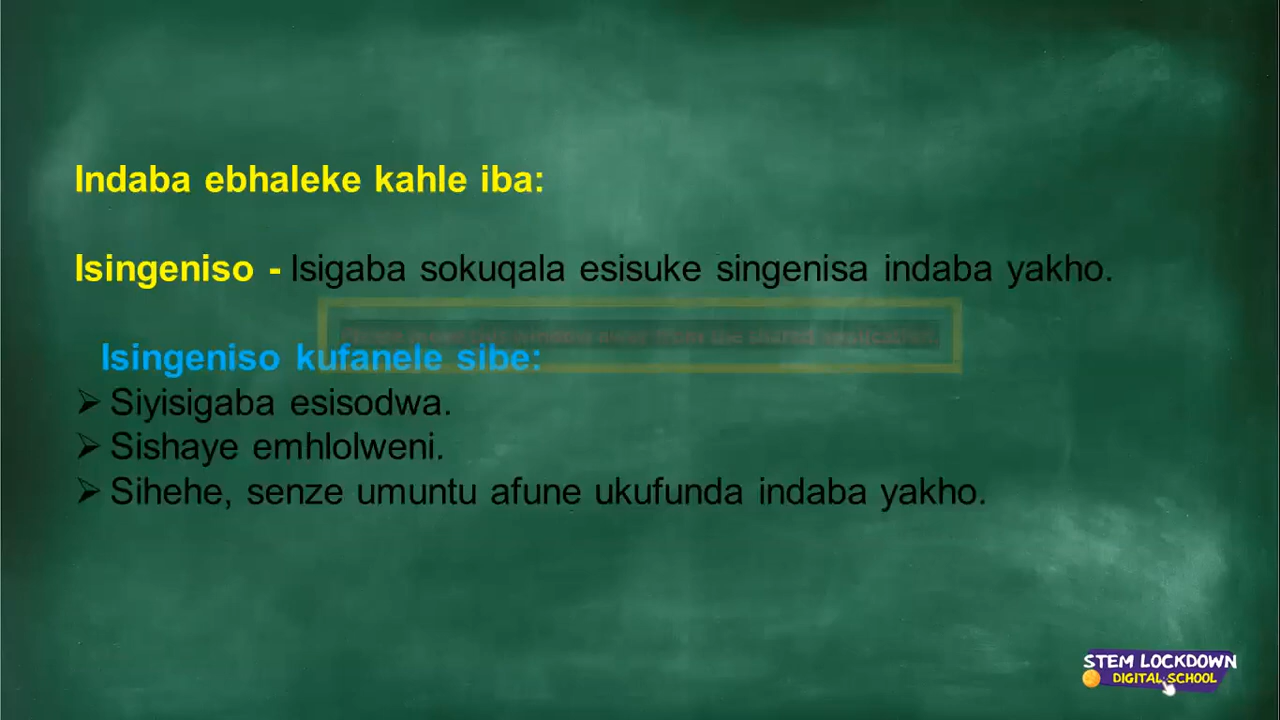 Indaba ebhaleke kahle iba:
Isingeniso - Isigaba sokuqala esisuke singenisa indaba yakho.
Isingeniso kufanele sibe:
➢ Siyisigaba esisodwa.
➢ Sishaye emhlolweni.
➢ Sihehe, senze umuntu afune ukufunda indaba yakho.
STEM LOCKDOWN
DIGITAL SCHOOL